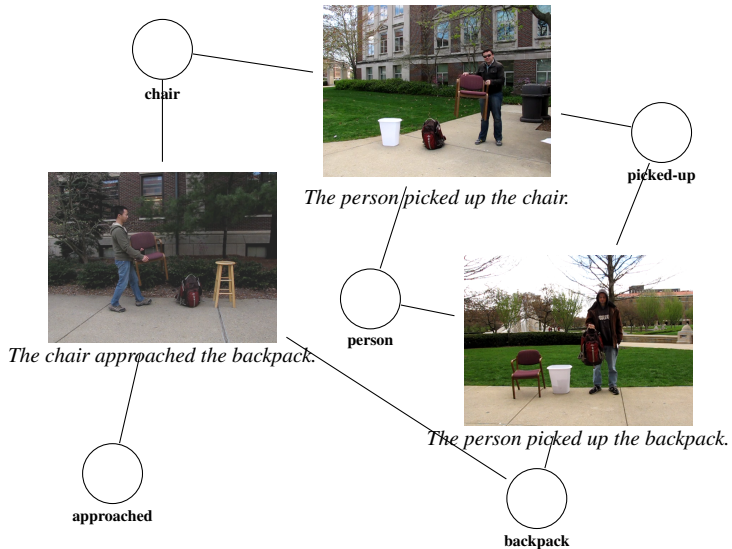 chair
picked-up
The person picked up the chair.
person
The chair approached the backpack.
The person picked up the backpack.
approached
backpack